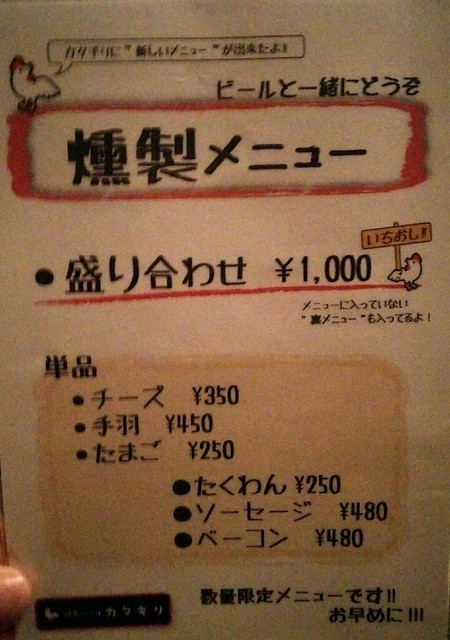 カタギリに"新しいメニュー"が出来たよ!!
ビールと一緒にどうぞ
燻製メニュー
いちおし!!
●盛り合わせ ¥1,000
メニューに入っていない
"裏メニュー"も入ってるよ!
単品
●チーズ ¥350
●手羽 ¥450
●たまご ¥250
●たくわん ¥250
●ソーセージ ¥480
●ベーコン ¥480
数量限定メニューです!!
お早めに!!!
カタギリ